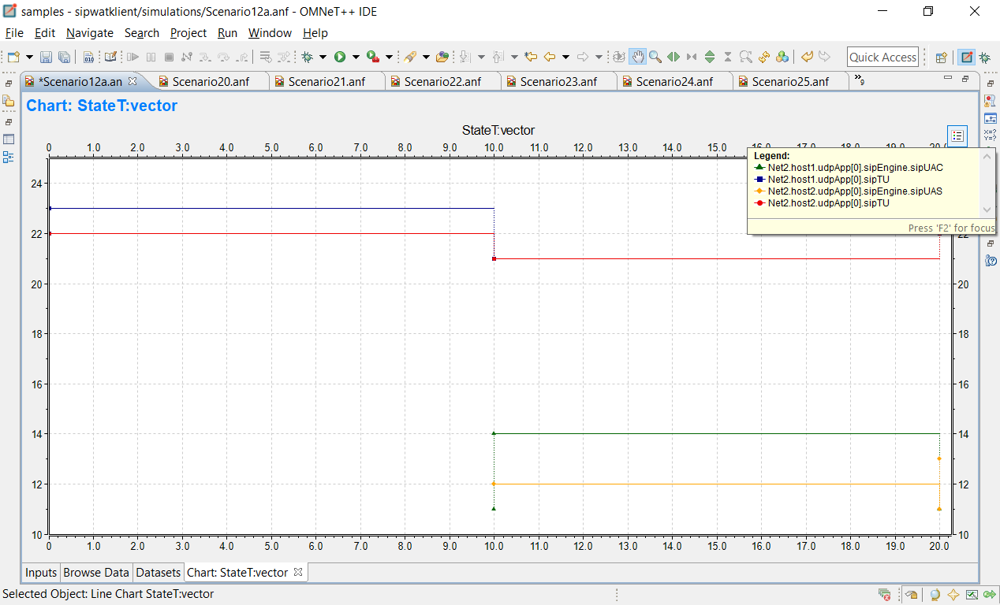 samples - sipwatklient/simulations/Scenario12a.anf - OMNeT++ IDE
File Edit Navigate Search Project Run Window Help
010 Quick Access
*Scenario12a.an Scenario20.anf Scenario21.anf Scenario22.anf Scenario23.anf Scenario24.anf Scenario25.anf »9
Chart: StateT:vector
StateT:vector
0 1.0 2.0 3.0 4.0 5.0 6.0 7.0 8.0 9.0 10.0 11.0 12.0 13.0 14.0 15.0 16.0 17.0 18.0 19.0 20.0
Legend:
Net2.host1.udpApp[0].sipEngine.sipUAC
Net2.host1.udpApp[0].sipTU
Net2.host2.udpApp[0].sipEngine.sipUAS
Net2.host2.udpApp[0].sipTU
Press 'F2' for focus
24
22 22
20 20
18 18
16 16
14 14
12 12
10 10
0 1.0 2.0 3.0 4.0 5.0 6.0 7.0 8.0 9.0 10.0 11.0 12.0 13.0 14.0 15.0 16.0 17.0 18.0 19.0 20.0
Inputs Browse Data Datasets Chart: StateT:vector
Selected Object: Line Chart StateT:vector